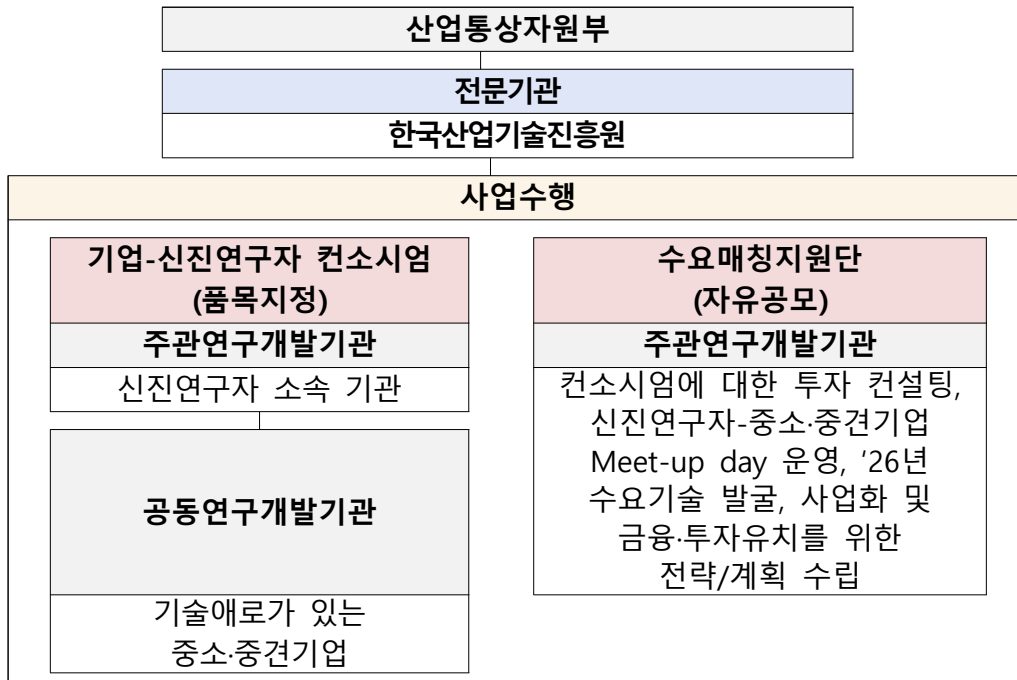 산업통상자원부
전문기관
한국산업기술진흥원
사업수행
기업-신진연구자 컨소시엄
(품목지정)
주관연구개발기관
신진연구자 소속 기관
공동연구개발기관
기술애로가 있는
중소·중견기업
수요매칭지원단
(자유공모)
주관연구개발기관
컨소시엄에 대한 투자 컨설팅,
신진연구자-중소·중견기업
Meet-up day 운영, ‘26년
수요기술 발굴, 사업화 및
금융·투자유치를 위한
전략/계획 수립